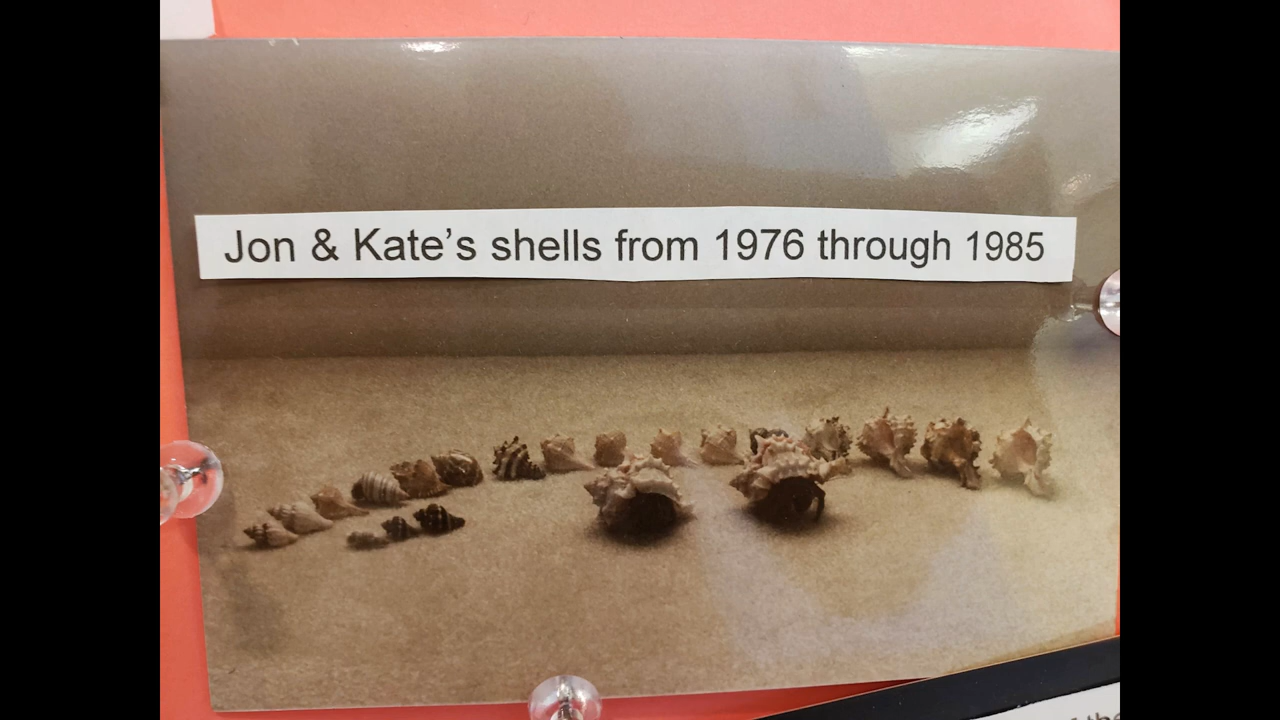 Jon & Kate’s shells from 1976 through 1985